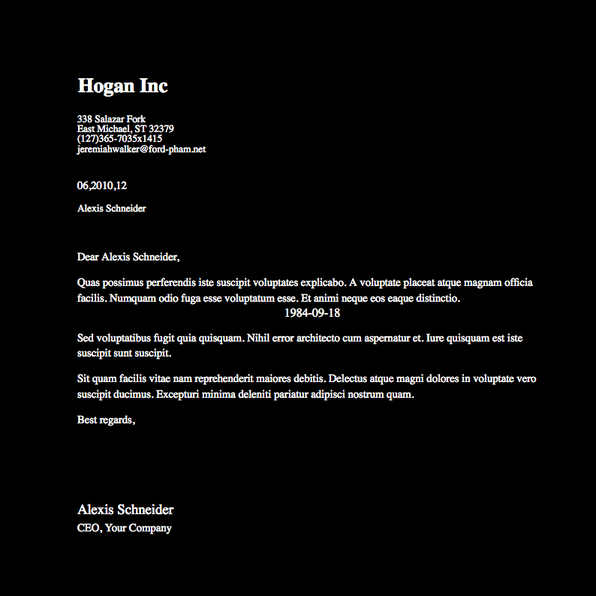 Hogan Inc
338 Salazar Fork
East Michael, ST 32379
(127)365-7035x1415
jeremiahwalker@ford-pham.net
06,2010,12
Alexis Schneider
Dear Alexis Schneider,
Quas possimus perferendis iste suscipit voluptates explicabo. A voluptate placeat atque magnam officia
facilis. Numquam odio fuga esse voluptatum esse. Et animi neque eos eaque distinctio.
1984-09-18
Sed voluptatibus fugit quia quisquam. Nihil error architecto cum aspernatur et. Iure quisquam est iste
suscipit sunt suscipit.
Sit quam facilis vitae nam reprehenderit maiores debitis. Delectus atque magni dolores in voluptate vero
suscipit ducimus. Excepturi minima deleniti pariatur adipisci nostrum quam.
Best regards,
Alexis Schneider
CEO, Your Company